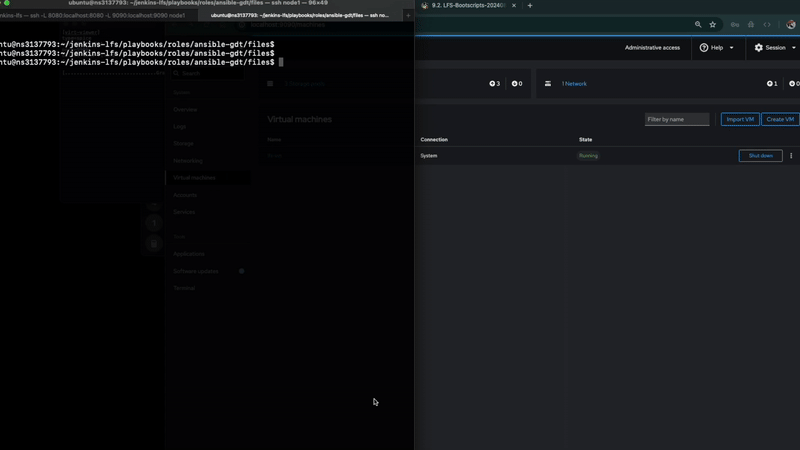 ubuntu@ns3137793: ~/jenkins-lfs/playbooks/roles/ansible-gdt/files — ssh node1 — 96×49
nkins-lfs — ssh -L 8080:localhost:8080 -L 9090:localhost:9090 node1
ubuntu@ns3137793: ~/jenkins-lfs/playbooks/roles/ansible-gdt/files — ssh no...
9.2. LFS-Bootscripts-202404
ntu@ns3137793:~/jenkins-lfs/playbooks/roles/ansible-gdt/files$
ntu@ns3137793:~/jenkins-lfs/playbooks/roles/ansible-gdt/files$
ntu@ns3137793:~/jenkins-lfs/playbooks/roles/ansible-gdt/files$
Administrative access
Help
Session
Search
3
0
1 Network
1
0
System
Overview
Logs
Storage
Networking
Virtual machines
Accounts
Services
Tools
Applications
Software updates
Terminal
Virtual machines
Filter by name
Import VM
Create VM
Name
Connection
State
System
Running
Shut down